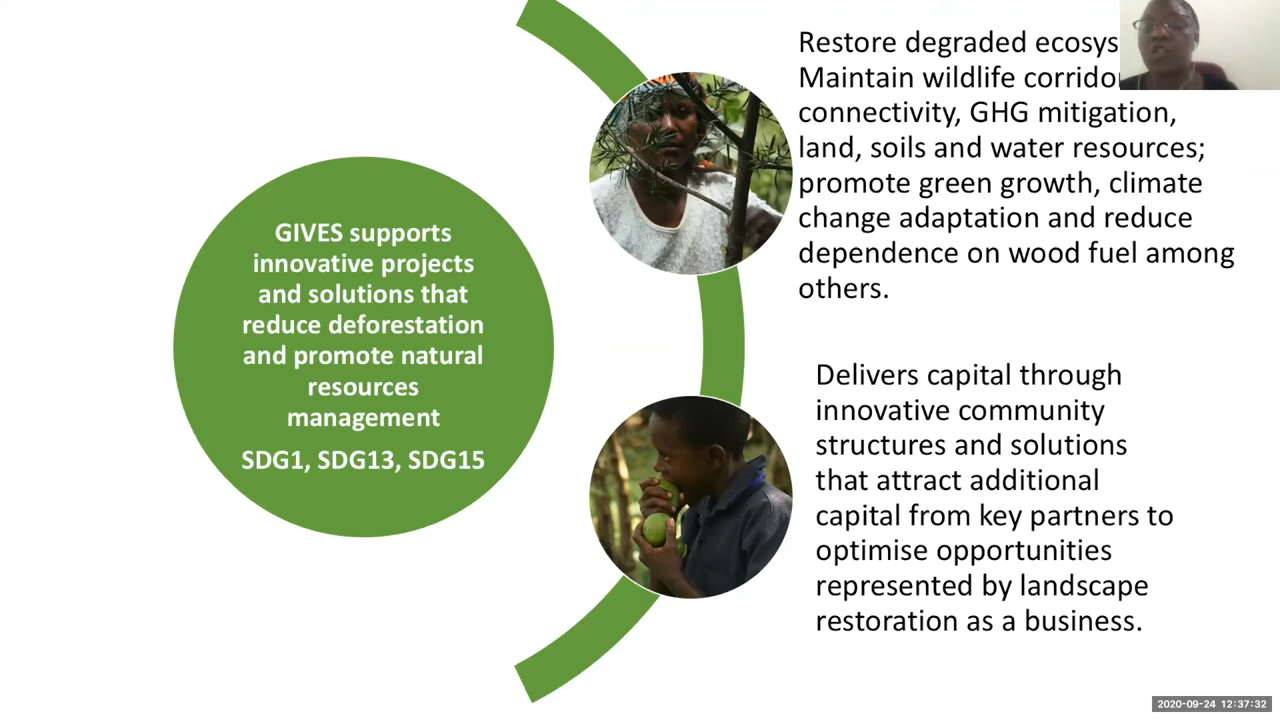 GIVES supports
innovative projects
and solutions that
reduce deforestation
and promote natural
resources
management
SDG1, SDG13, SDG15
Restore degraded
Maintain wildlife
connectivity, GHG mitigation,
land, soils and water resources;
promote green growth, climate
change adaptation and reduce
dependence on wood fuel among
others.
Delivers capital through
innovative community
structures and solutions
that attract additional
capital from key partners to
optimise opportunities
represented by landscape
restoration as a business.
2020-09-24 12:37:32